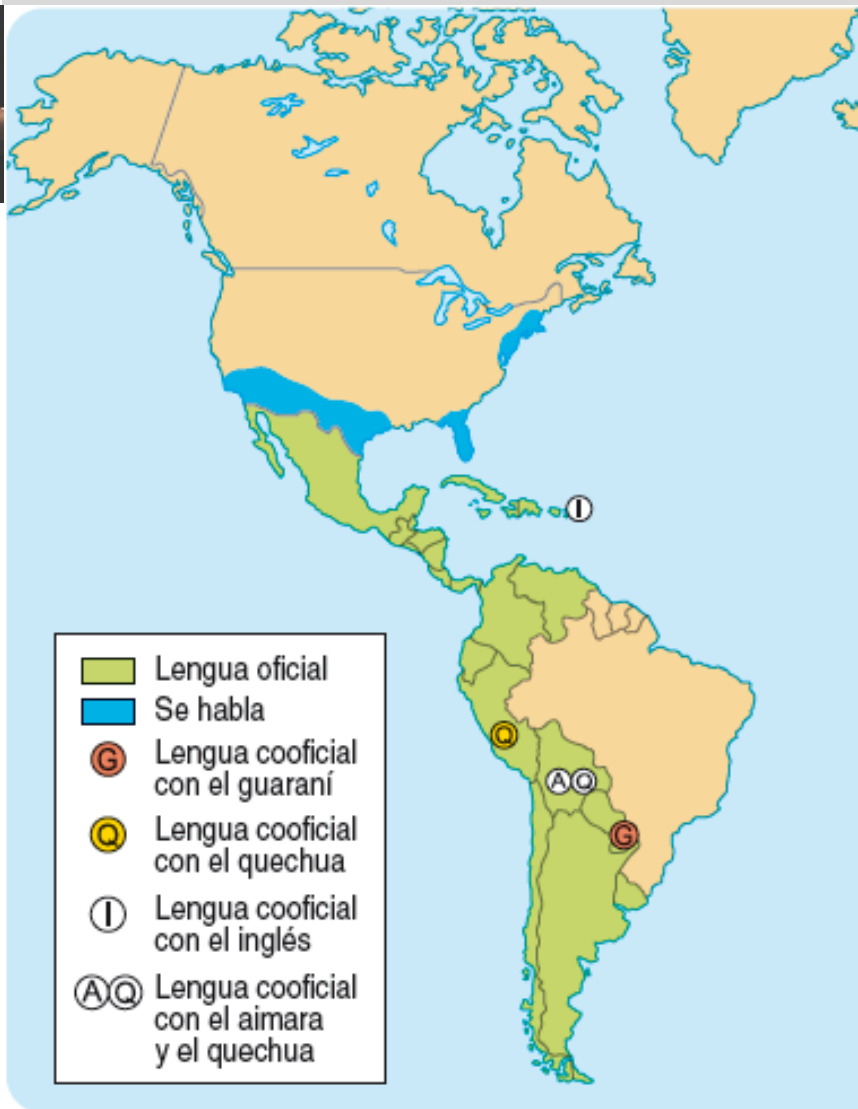 I
Q
AQ
G
Lengua oficial
Se habla
G Lengua cooficial
con el guaraní
Q Lengua cooficial
con el quechua
I Lengua cooficial
con el inglés
AQ Lengua cooficial
con el aimara
y el quechua